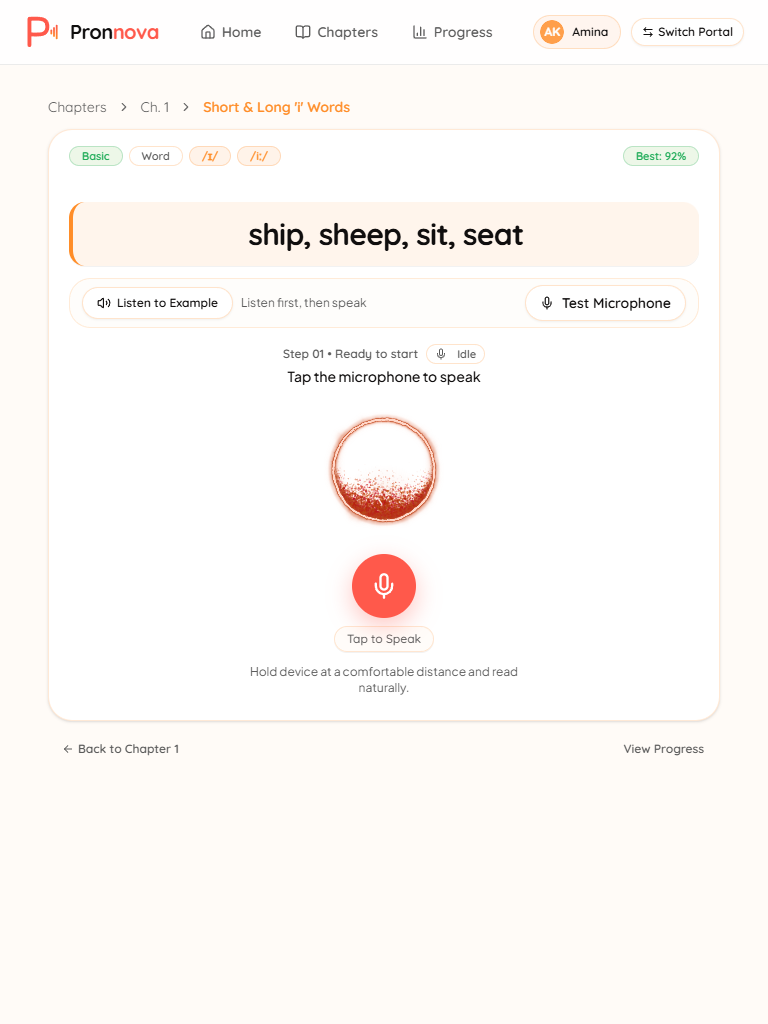 Pronnova
Home
Chapters
Progress
AK
Amina
Switch Portal
Chapters > Ch. 1 > Short & Long 'i' Words
Basic
Word
/ɪ/
/iː/
Best: 92%
ship, sheep, sit, seat
Listen to Example
Listen first, then speak
Test Microphone
Step 01 • Ready to start
Idle
Tap the microphone to speak
Tap to Speak
Hold device at a comfortable distance and read
naturally.
← Back to Chapter 1
View Progress